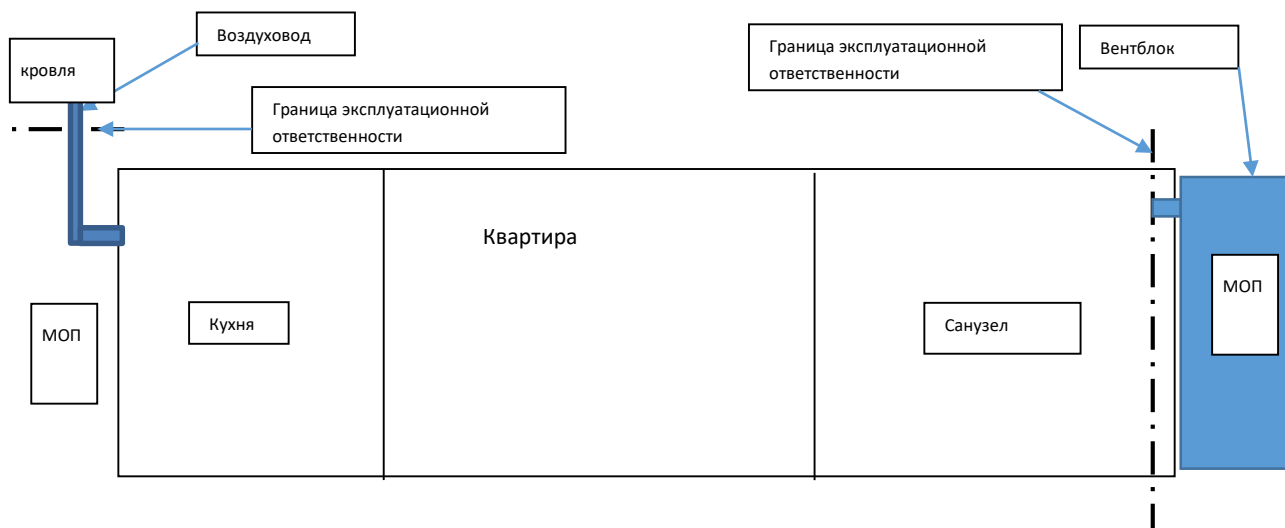 Воздуховод
кровля
Граница эксплуатационной
ответственности
Граница эксплуатационной
ответственности
Вентблок
Квартира
МОП
Кухня
Санузел
МОП